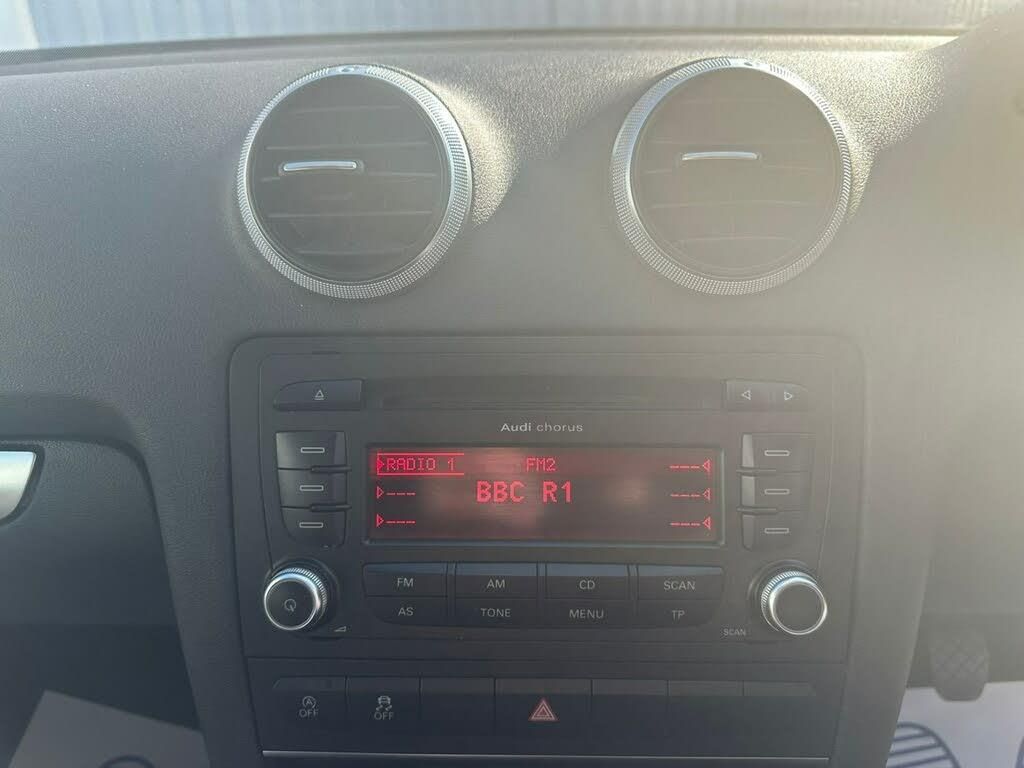 Audi chorus
RADIO 1 FM2 ----
--- BBC R1 ----
--- ----
FM AM CD SCAN
AS TONE MENU TP
SCAN
OFF OFF